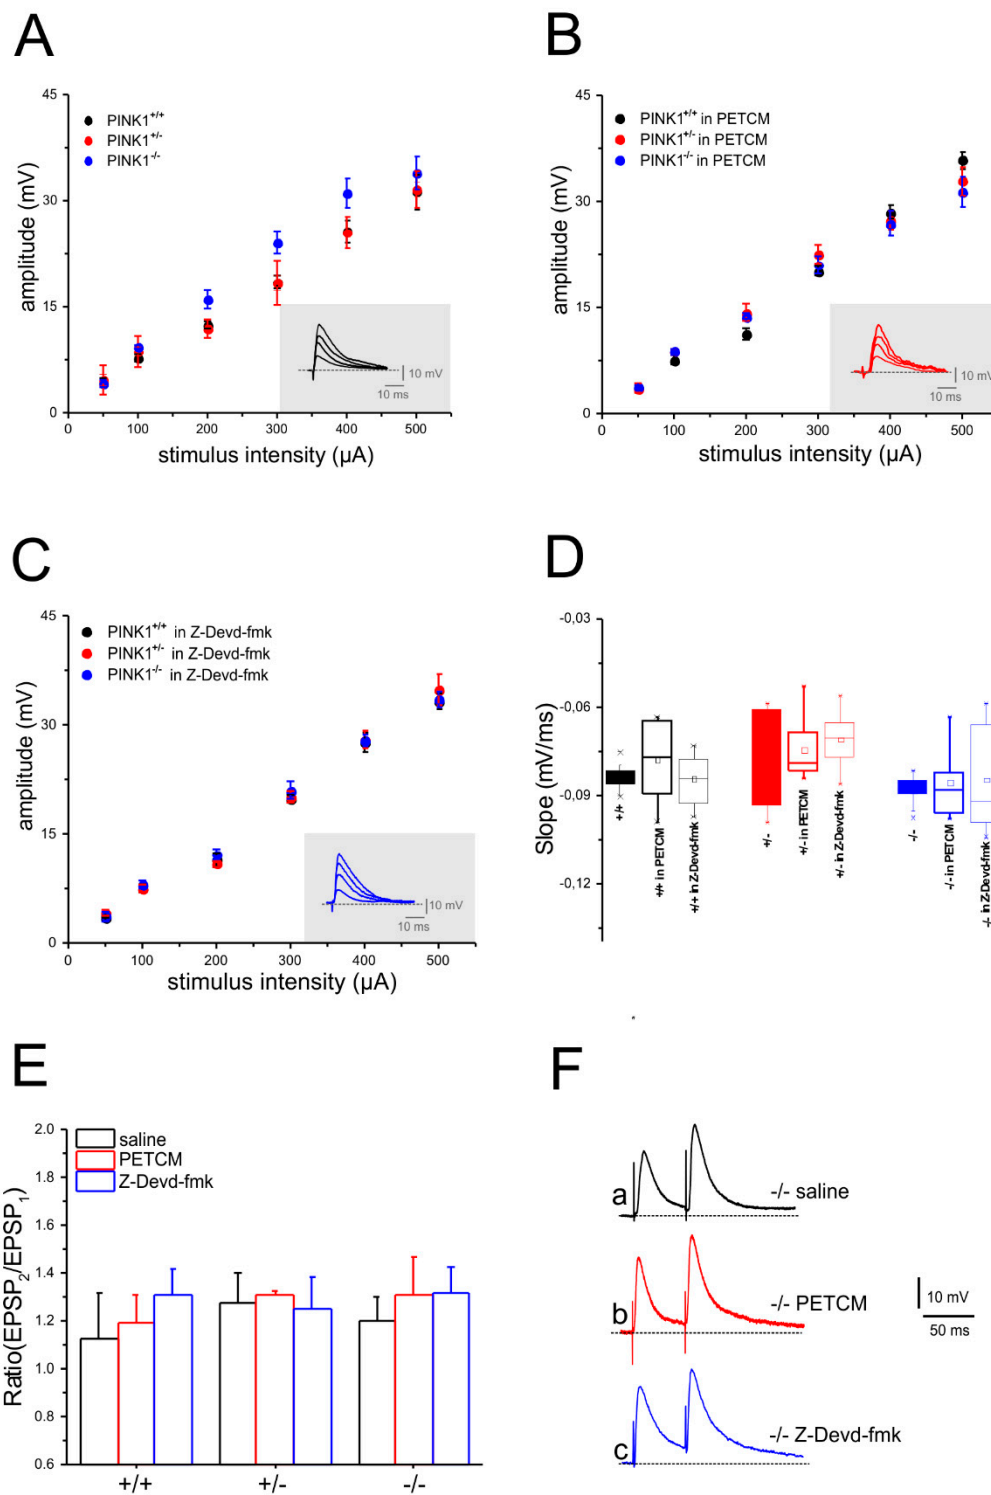 A
45
30
15
0
amplitude (mV)
PINK1+/+
PINK1+/-
PINK1-/-
10 mV
10 ms
0 100 200 300 400 500
stimulus intensity (µA)
B
45
30
15
0
amplitude (mV)
PINK1+/+ in PETCM
PINK1+/- in PETCM
PINK1-/- in PETCM
10 mV
10 ms
0 100 200 300 400 500
stimulus intensity (µA)
C
45
30
15
0
amplitude (mV)
PINK1+/+ in Z-Devd-fmk
PINK1+/- in Z-Devd-fmk
PINK1-/- in Z-Devd-fmk
10 mV
10 ms
0 100 200 300 400 500
stimulus intensity (µA)
D
-0,03
-0,06
-0,09
-0,12
Slope (mV/ms)
+/+
+/+ in PETCM
+/+ in Z-Devd-fmk
+/-
+/- in PETCM
+/- in Z-Devd-fmk
-/-
-/- in PETCM
-/- in Z-Devd-fmk
E
2.0
1.8
1.6
1.4
1.2
1.0
0.8
0.6
Ratio(EPSP2/EPSP1)
saline
PETCM
Z-Devd-fmk
+/+ +/- -/-
F
a -/- saline
b -/- PETCM
c -/- Z-Devd-fmk
10 mV
50 ms